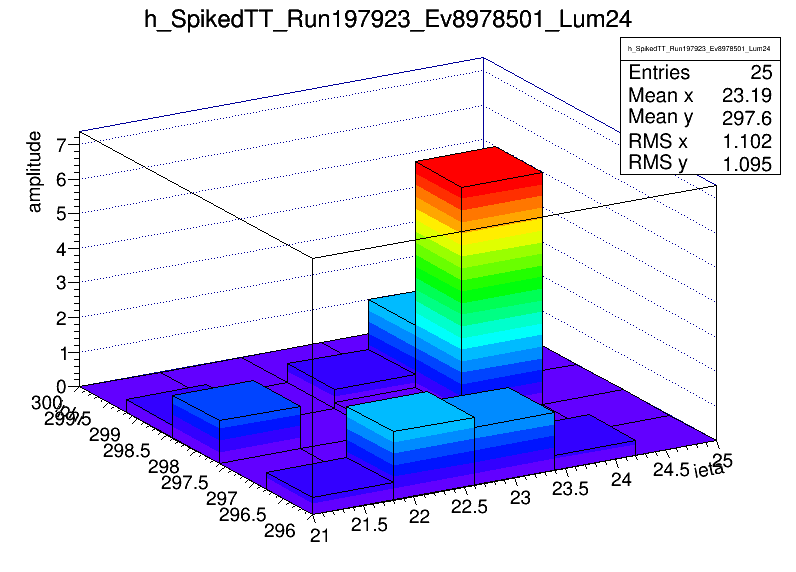 h_SpikedTT_Run197923_Ev8978501_Lum24
h_SpikedTT_Run197923_Ev8978501_Lum24
Entries 25
Mean x 23.19
Mean y 297.6
RMS x 1.102
RMS y 1.095
amplitude
7
6
5
4
3
2
1
0
300
299.5
299
298.5
298
297.5
297
296.5
296
21
21.5
22
22.5
23
23.5
24
24.5
25
ieta